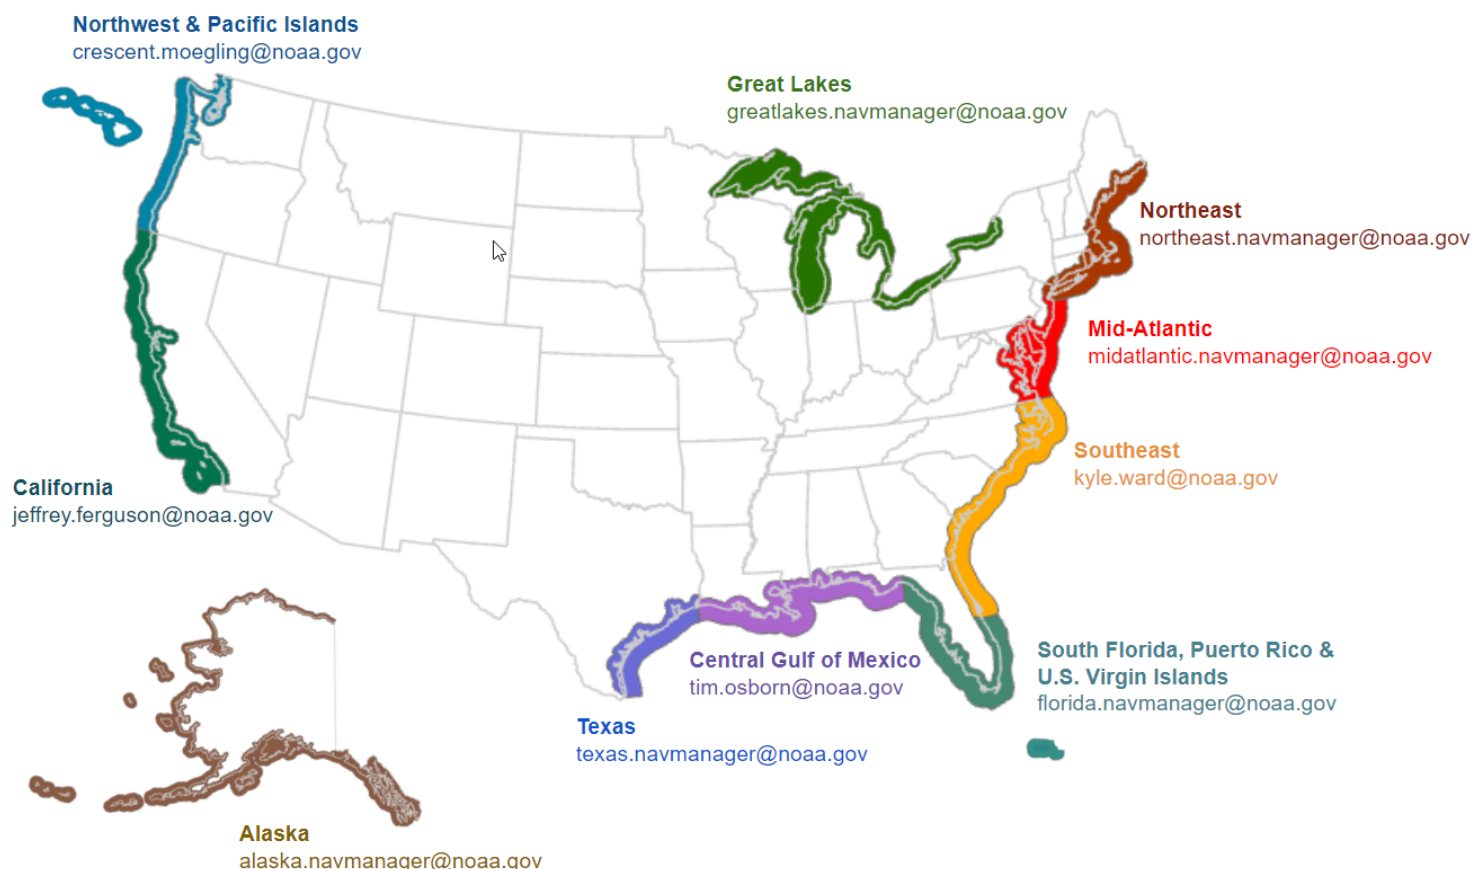 Northwest & Pacific Islands
crescent.moegling@noaa.gov
Great Lakes
greatlakes.navmanager@noaa.gov
Northeast
northeast.navmanager@noaa.gov
Mid-Atlantic
midatlantic.navmanager@noaa.gov
Southeast
kyle.ward@noaa.gov
California
jeffrey.ferguson@noaa.gov
South Florida, Puerto Rico &
U.S. Virgin Islands
florida.navmanager@noaa.gov
Central Gulf of Mexico
tim.osborn@noaa.gov
Texas
texas.navmanager@noaa.gov
Alaska
alaska.navmanager@noaa.gov